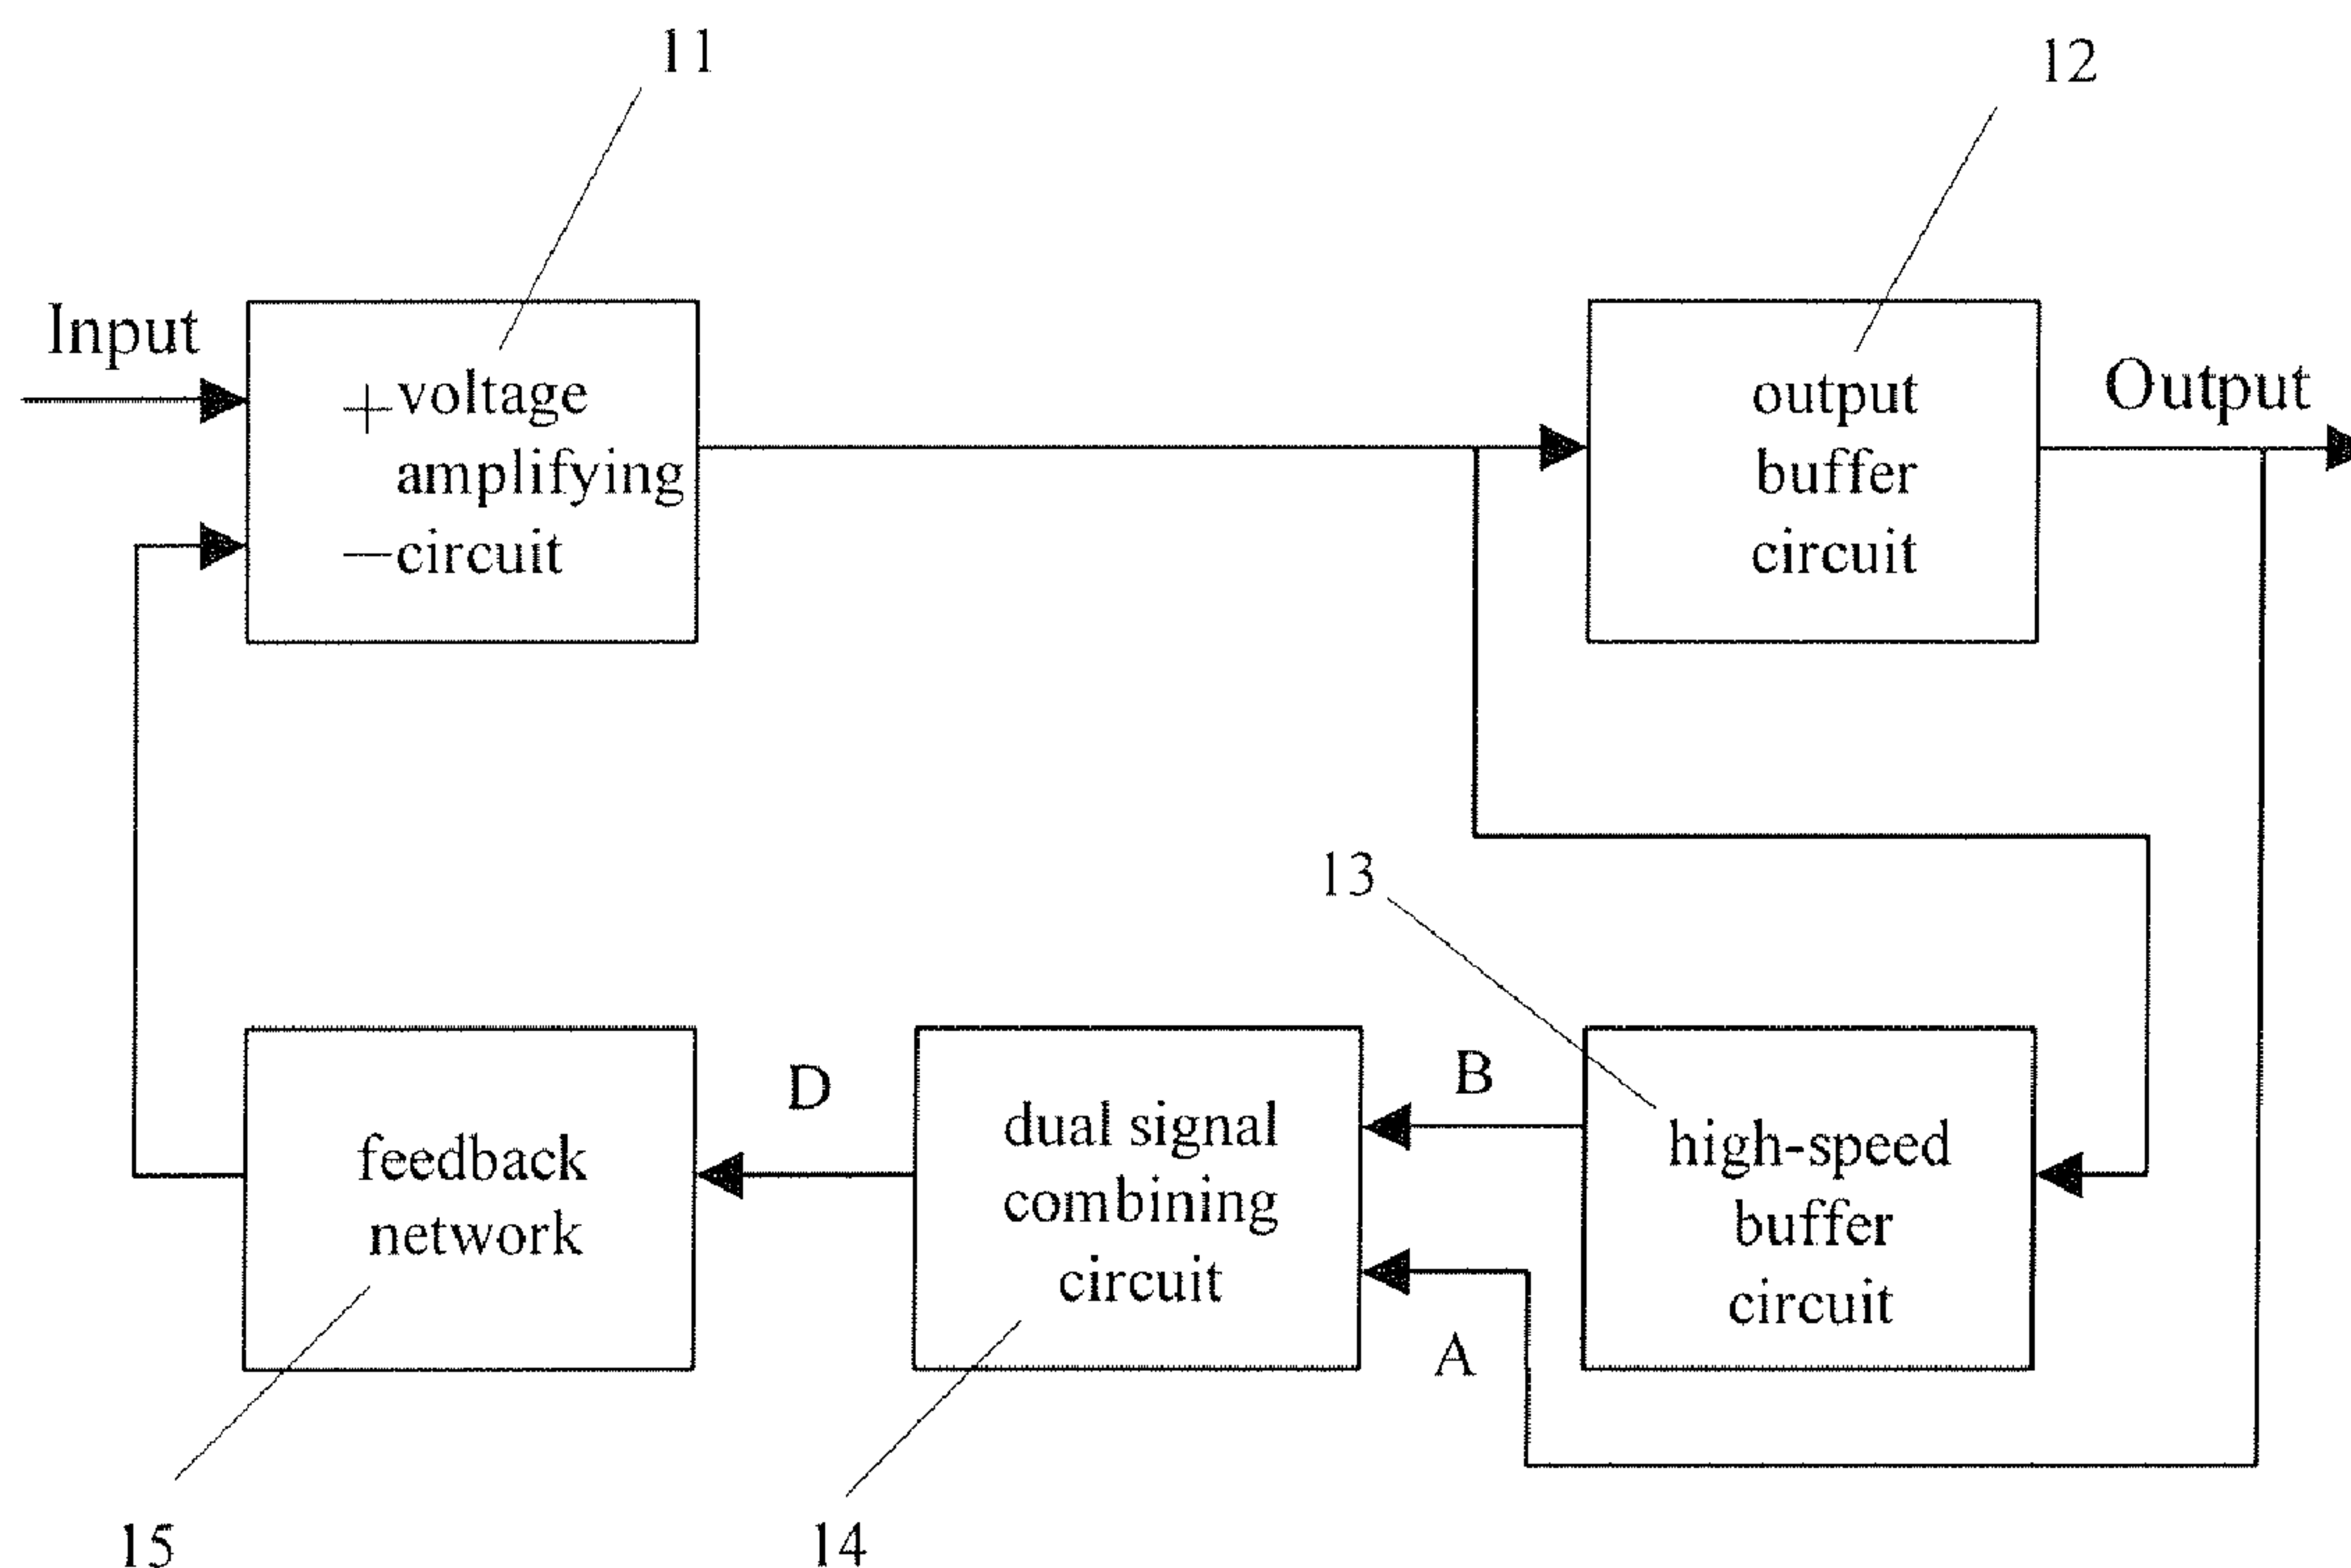 11
12
Input
+ voltage
amplifying
− circuit
output
buffer
circuit
Output
13
B
D
dual signal
combining
circuit
high-speed
buffer
circuit
feedback
network
A
15
14